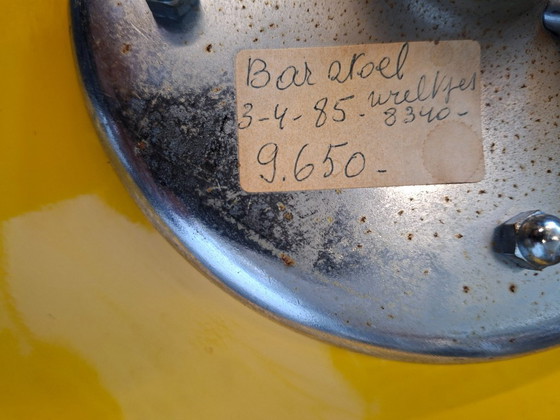 Barstoel
3-4-85. wieltjes
8340-
9.650-